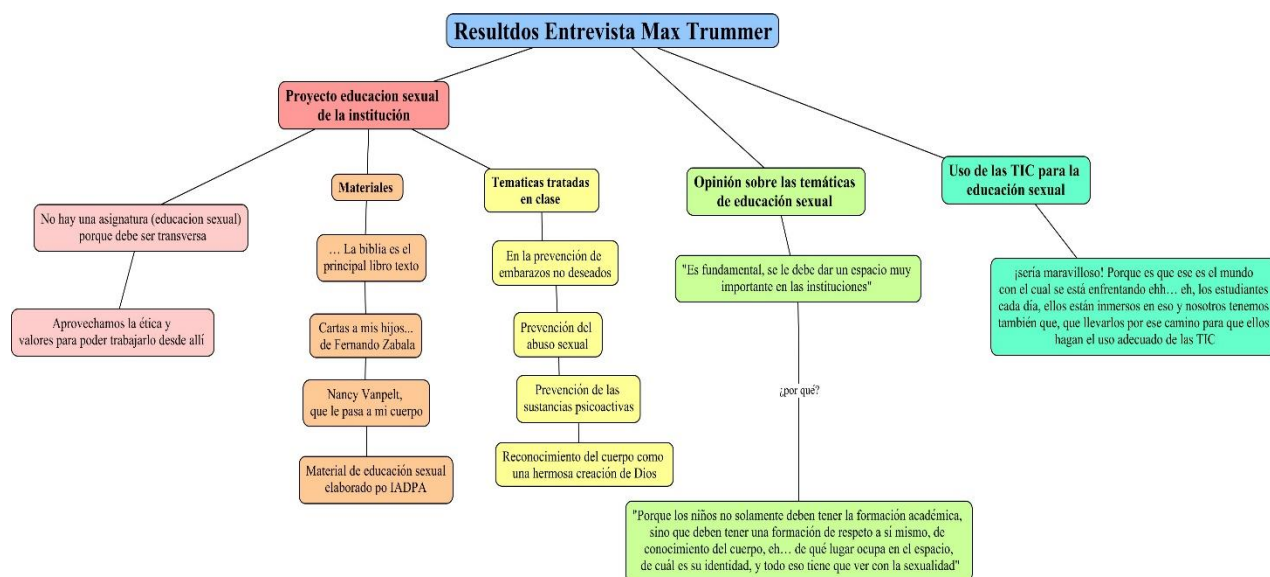 Resultdos Entrevista Max Trummer
Proyecto educacion sexual
de la institución
No hay una asignatura (educacion sexual)
porque debe ser transversa
Aprovechamos la ética y
valores para poder trabajarlo desde allí
Materiales
… La biblia es el
principal libro texto
Cartas a mis hijos...
de Fernando Zabala
Nancy Vanpelt,
que le pasa a mi cuerpo
Material de educación sexual
elaborado po IADPA
Tematicas tratadas
en clase
En la prevención de
embarazos no deseados
Prevención del
abuso sexual
Prevención de las
sustancias psicoactivas
Reconocimiento del cuerpo como
una hermosa creación de Dios
Opinión sobre las temáticas
de educación sexual
"Es fundamental, se le debe dar un espacio muy
importante en las instituciones"
¿por qué?
"Porque los niños no solamente deben tener la formación académica,
sino que deben tener una formación de respeto a sí mismo, de
conocimiento del cuerpo, eh… de qué lugar ocupa en el espacio,
de cuál es su identidad, y todo eso tiene que ver con la sexualidad"
Uso de las TIC para la
educación sexual
¡sería maravilloso! Porque es que ese es el mundo
con el cual se está enfrentando ehh… eh, los estudiantes
cada día, ellos están inmersos en eso y nosotros tenemos
también que, que llevarlos por ese camino para que ellos
hagan el uso adecuado de las TIC